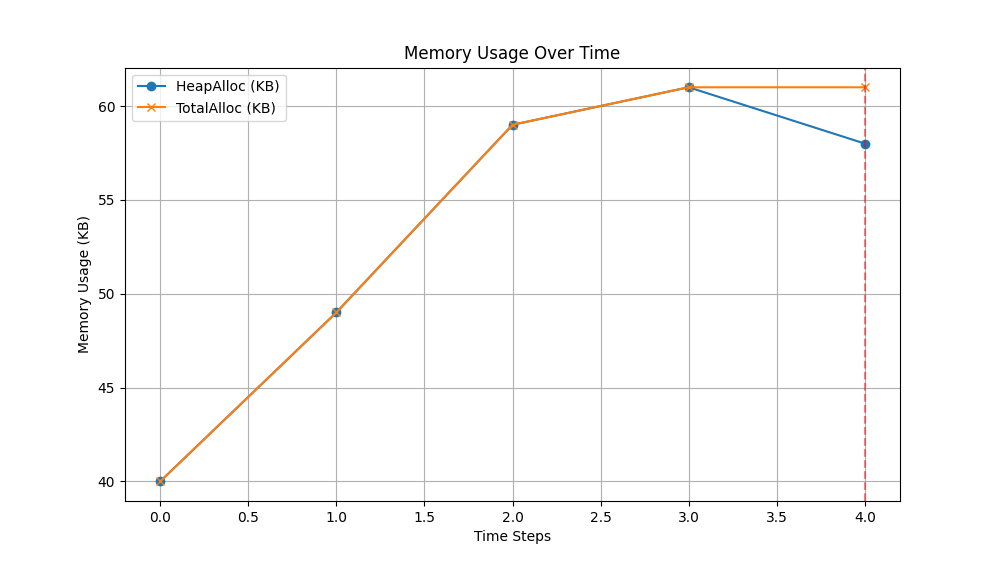 Memory Usage Over Time
HeapAlloc (KB)
TotalAlloc (KB)
Memory Usage (KB)
60
55
50
45
40
0.0 0.5 1.0 1.5 2.0 2.5 3.0 3.5 4.0
Time Steps